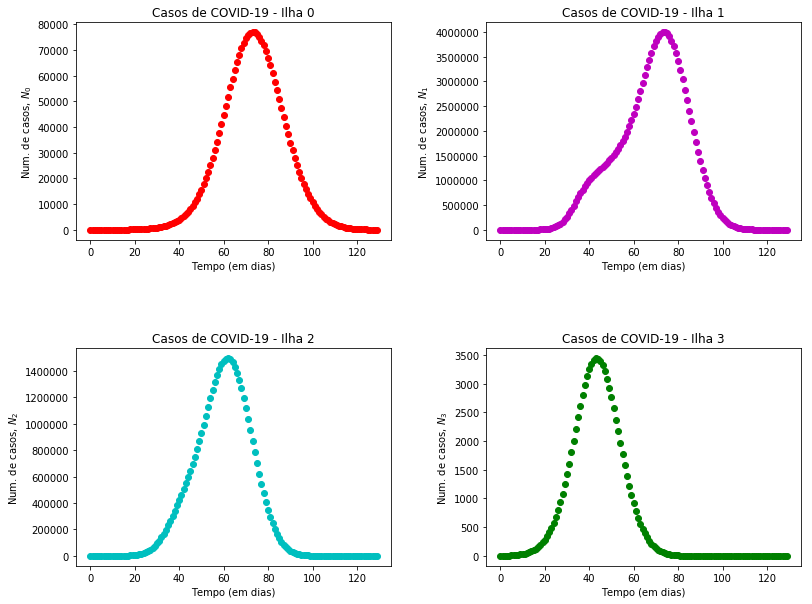 Casos de COVID-19 - Ilha 0
Num. de casos, N₀
80000
70000
60000
50000
40000
30000
20000
10000
0
0 20 40 60 80 100 120
Tempo (em dias)
Casos de COVID-19 - Ilha 1
Num. de casos, N₁
4000000
3500000
3000000
2500000
2000000
1500000
1000000
500000
0
0 20 40 60 80 100 120
Tempo (em dias)
Casos de COVID-19 - Ilha 2
Num. de casos, N₂
1400000
1200000
1000000
800000
600000
400000
200000
0
0 20 40 60 80 100 120
Tempo (em dias)
Casos de COVID-19 - Ilha 3
Num. de casos, N₃
3500
3000
2500
2000
1500
1000
500
0
0 20 40 60 80 100 120
Tempo (em dias)